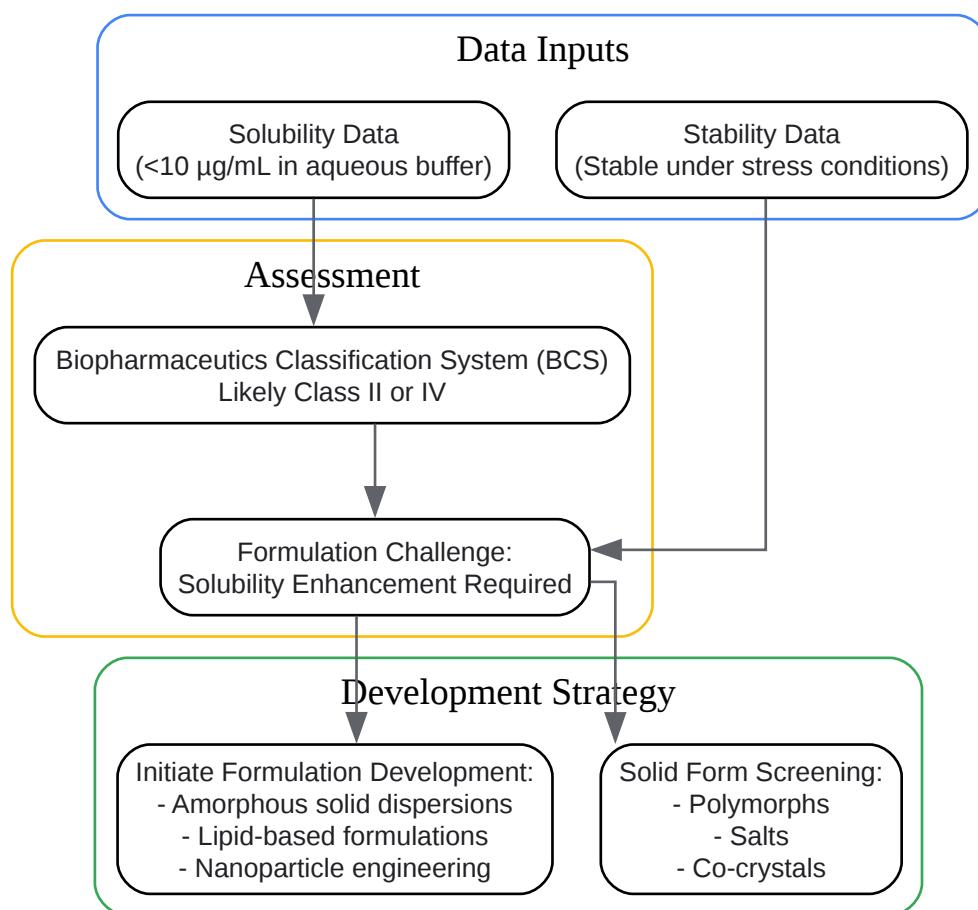 Data Inputs
Solubility Data
(<10 µg/mL in aqueous buffer)
Stability Data
(Stable under stress conditions)
Assessment
Biopharmaceutics Classification System (BCS)
Likely Class II or IV
Formulation Challenge:
Solubility Enhancement Required
Development Strategy
Initiate Formulation Development:
- Amorphous solid dispersions
- Lipid-based formulations
- Nanoparticle engineering
Solid Form Screening:
- Polymorphs
- Salts
- Co-crystals